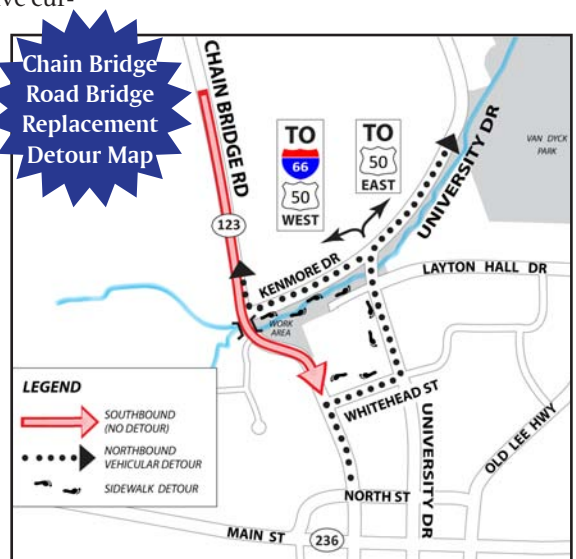 ive cur-
Chain Bridge
Road Bridge
Replacement
Detour Map
CHAIN BRIDGE RD
123
TO
66
50
WEST
TO
50
EAST
UNIVERSITY DR
VAN DYCK
PARK
KENMORE DR
LAYTON HALL DR
WORK
AREA
WHITEHEAD ST
UNIVERSITY DR
OLD LEE HWY
NORTH ST
MAIN ST
236
LEGEND
SOUTHBOUND
(NO DETOUR)
NORTHBOUND
VEHICULAR DETOUR
SIDEWALK DETOUR